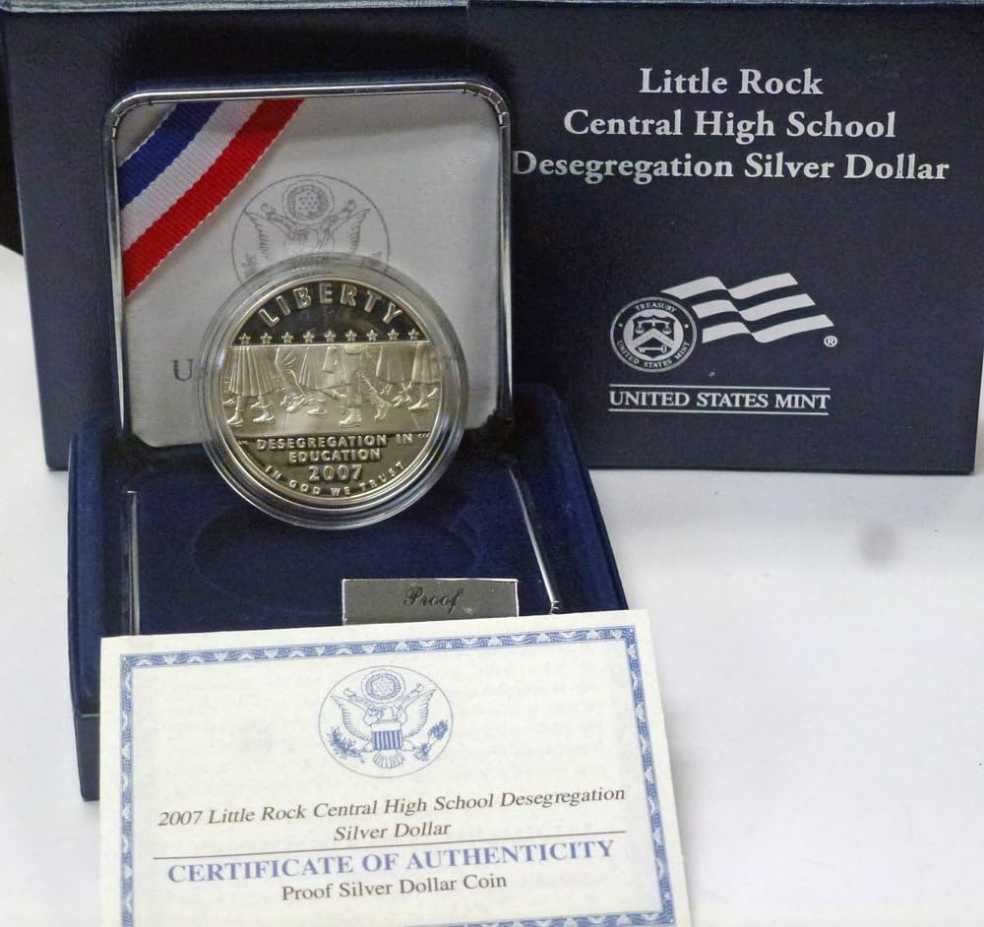 Little Rock
Central High School
Desegregation Silver Dollar
TREASURY
UNITED STATES MINT
®
UNITED STATES MINT
LIBERTY
DESEGREGATION IN
EDUCATION
2007
IN GOD WE TRUST
Proof
2007 Little Rock Central High School Desegregation
Silver Dollar
CERTIFICATE OF AUTHENTICITY
Proof Silver Dollar Coin